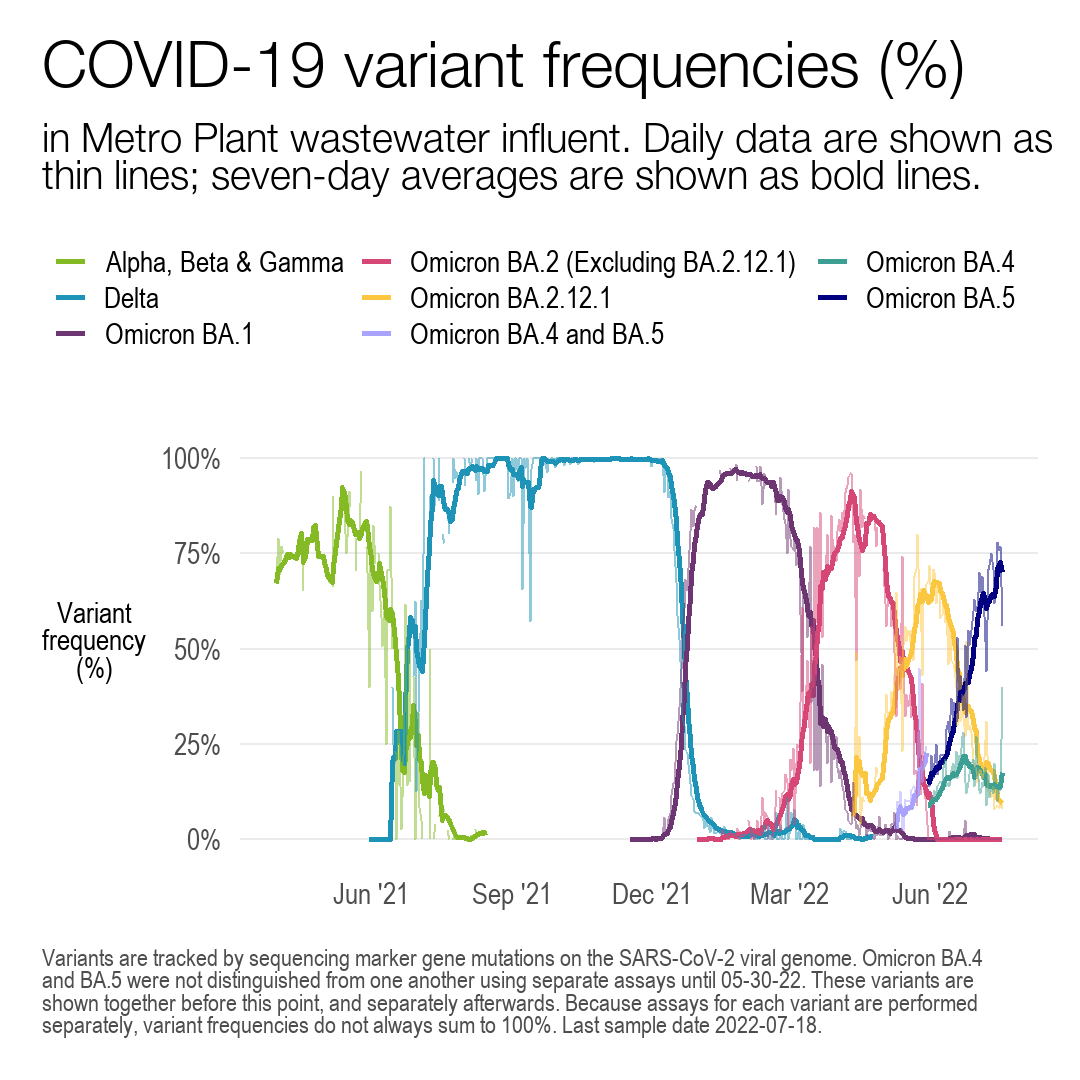 COVID-19 variant frequencies (%)
in Metro Plant wastewater influent. Daily data are shown as
thin lines; seven-day averages are shown as bold lines.
Alpha, Beta & Gamma
Delta
Omicron BA.1
Omicron BA.2 (Excluding BA.2.12.1)
Omicron BA.2.12.1
Omicron BA.4 and BA.5
Omicron BA.4
Omicron BA.5
Variant
frequency
(%)
100%
75%
50%
25%
0%
Jun '21
Sep '21
Dec '21
Mar '22
Jun '22
Variants are tracked by sequencing marker gene mutations on the SARS-CoV-2 viral genome. Omicron BA.4
and BA.5 were not distinguished from one another using separate assays until 05-30-22. These variants are
shown together before this point, and separately afterwards. Because assays for each variant are performed
separately, variant frequencies do not always sum to 100%. Last sample date 2022-07-18.